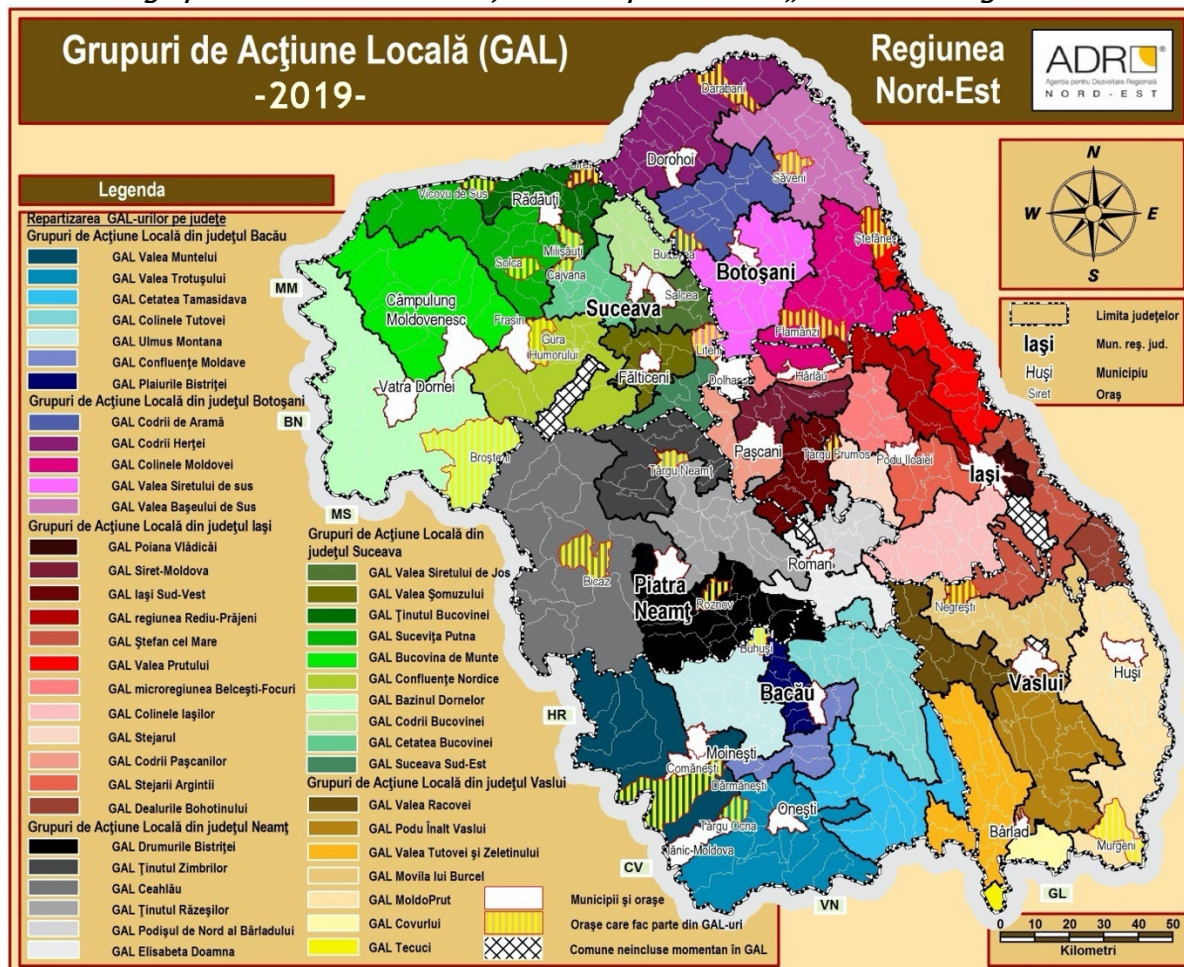 Grupuri de Acţiune Locală (GAL)
-2019-
Regiunea
Nord-Est
ADR
Agenţia pentru Dezvoltare Regională
NORD-EST
N
W
E
S
Limita judeţelor
Iaşi
Mun. reş. jud.
Huşi
Municipiu
Siret
Oraş
Legenda
Repartizarea GAL-urilor pe judeţe
Grupuri de Acţiune Locală din judeţul Bacău
GAL Valea Muntelui
GAL Valea Trotuşului
GAL Cetatea Tamasidava
GAL Colinele Tutovei
GAL Ulmus Montana
GAL Confluenţe Moldave
GAL Plaiurile Bistriţei
Grupuri de Acţiune Locală din judeţul Botoşani
GAL Codrii de Aramă
GAL Codrii Herţei
GAL Colinele Moldovei
GAL Valea Siretului de sus
GAL Valea Başeului de Sus
Grupuri de Acţiune Locală din judeţul Iaşi
GAL Poiana Vlădicăi
GAL Siret-Moldova
GAL Iaşi Sud-Vest
GAL regiunea Rediu-Prăjeni
GAL Ştefan cel Mare
GAL Valea Prutului
GAL microregiunea Belceşti-Focuri
GAL Colinele Iaşilor
GAL Stejarul
GAL Codrii Paşcanilor
GAL Stejarii Argintii
GAL Dealurile Bohotinului
Grupuri de Acţiune Locală din judeţul Neamţ
GAL Drumurile Bistriţei
GAL Ţinutul Zimbrilor
GAL Ceahlău
GAL Ţinutul Răzeşilor
GAL Podişul de Nord al Bârladului
GAL Elisabeta Doamna
Grupuri de Acţiune Locală din
judeţul Suceava
GAL Valea Siretului de Jos
GAL Valea Şomuzului
GAL Ţinutul Bucovinei
GAL Suceviţa Putna
GAL Bucovina de Munte
GAL Confluenţe Nordice
GAL Bazinul Dornelor
GAL Codrii Bucovinei
GAL Cetatea Bucovinei
GAL Suceava Sud-Est
Grupuri de Acţiune Locală din judeţul Vaslui
GAL Valea Racovei
GAL Podu Înalt Vaslui
GAL Valea Tutovei şi Zeletinului
GAL Movila lui Burcel
GAL MoldoPrut
GAL Covurlui
GAL Tecuci
Municipii şi oraşe
Oraşe care fac parte din GAL-uri
Comune neincluse momentan în GAL
Darabani
Dorohoi
Săveni
Siret
Vicovu de Sus
Rădăuţi
Ştefăneşti
Milişăuţi
Bucecea
Botoşani
Solca
Cajvana
MM
Suceava
Salcea
Câmpulung
Moldovenesc
Frasin
Gura
Humorului
Flamânzi
Liteni
Vatra Dornei
Fălticeni
Dolhasca
Hârlău
BN
Broşteni
Paşcani
Târgu Frumos
Podu Iloaiei
Târgu Neamţ
Iaşi
MS
Roman
Bicaz
Piatra
Neamţ
Roznov
Negreşti
Buhuşi
Huşi
Vaslui
Bacău
HR
Moineşti
Comăneşti
Dărmăneşti
Oneşti
Târgu Ocna
Bârlad
Murgeni
Slănic-Moldova
CV
VN
GL
0 10 20 30 40 50
Kilometri